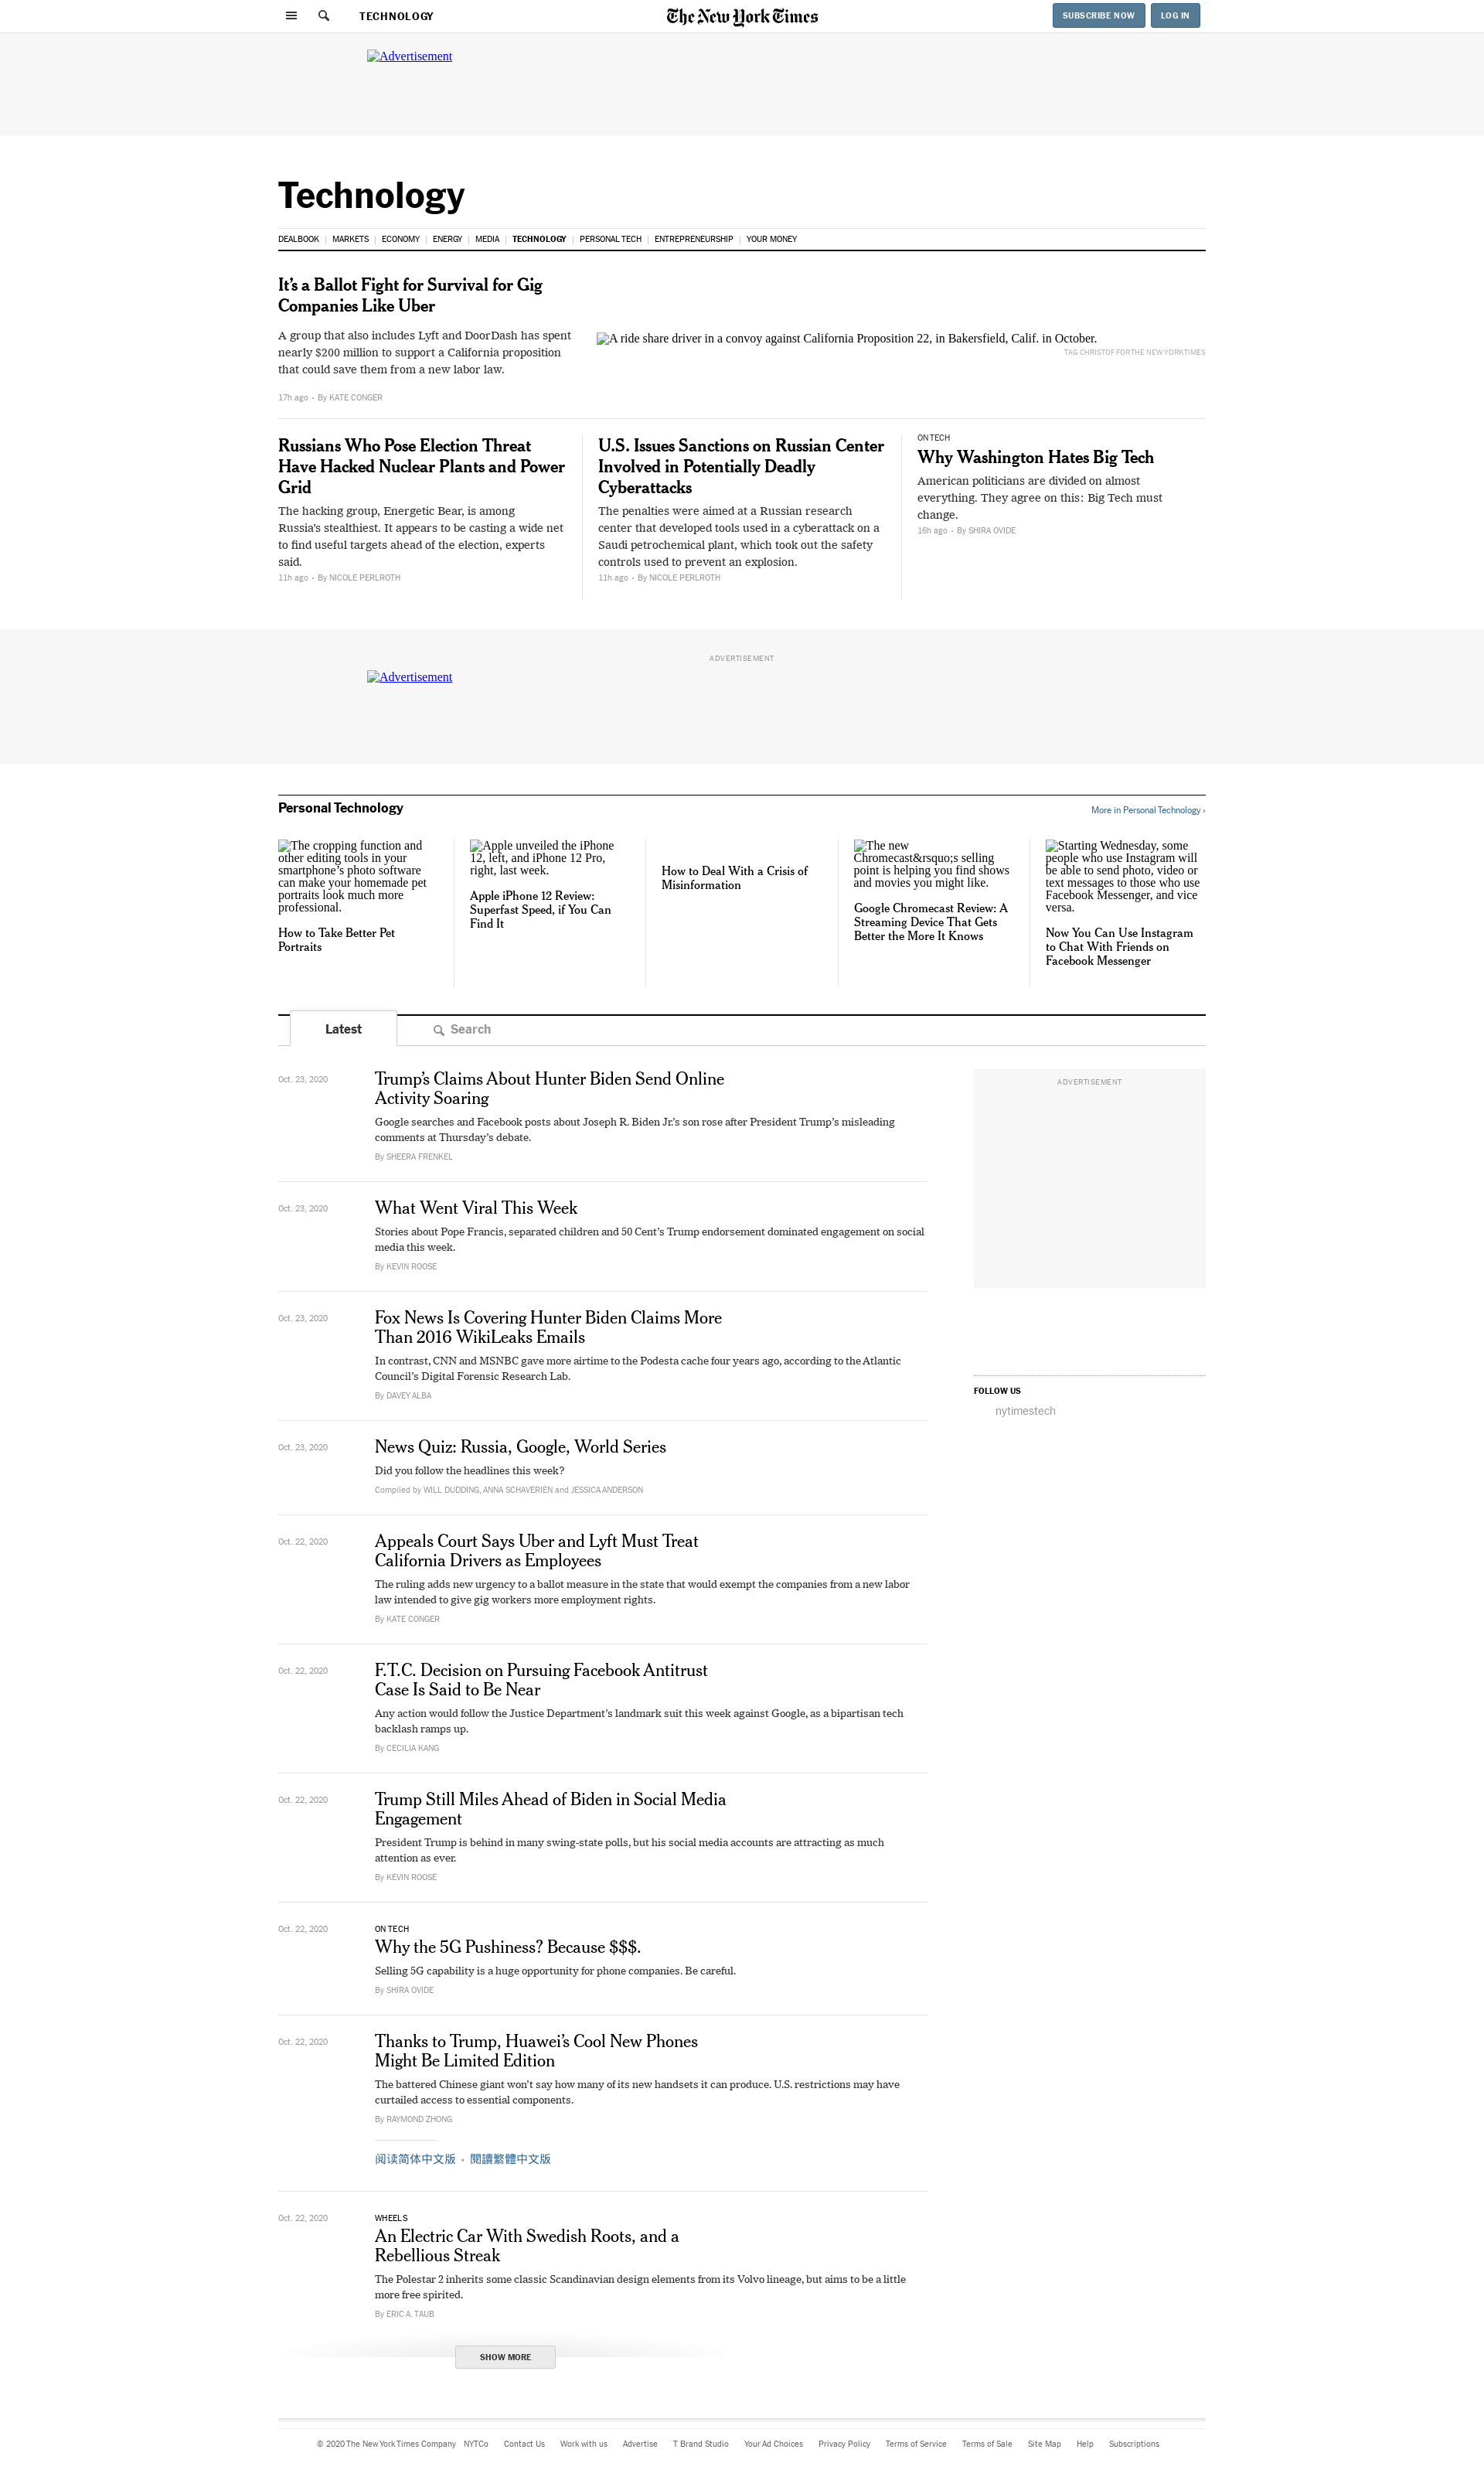 TECHNOLOGY
The New York Times
SUBSCRIBE NOW
LOG IN
Advertisement
Technology
DEALBOOK | MARKETS | ECONOMY | ENERGY | MEDIA | TECHNOLOGY | PERSONAL TECH | ENTREPRENEURSHIP | YOUR MONEY
It’s a Ballot Fight for Survival for Gig
Companies Like Uber
A group that also includes Lyft and DoorDash has spent
nearly $200 million to support a California proposition
that could save them from a new labor law.
17h ago • By KATE CONGER
A ride share driver in a convoy against California Proposition 22, in Bakersfield, Calif. in October.
TAG CHRISTOF FOR THE NEW YORK TIMES
Russians Who Pose Election Threat
Have Hacked Nuclear Plants and Power
Grid
The hacking group, Energetic Bear, is among
Russia’s stealthiest. It appears to be casting a wide net
to find useful targets ahead of the election, experts
said.
11h ago • By NICOLE PERLROTH
U.S. Issues Sanctions on Russian Center
Involved in Potentially Deadly
Cyberattacks
The penalties were aimed at a Russian research
center that developed tools used in a cyberattack on a
Saudi petrochemical plant, which took out the safety
controls used to prevent an explosion.
11h ago • By NICOLE PERLROTH
ON TECH
Why Washington Hates Big Tech
American politicians are divided on almost
everything. They agree on this: Big Tech must
change.
16h ago • By SHIRA OVIDE
ADVERTISEMENT
Advertisement
Personal Technology
More in Personal Technology ›
The cropping function and
other editing tools in your
smartphone’s photo software
can make your homemade pet
portraits look much more
professional.
How to Take Better Pet
Portraits
Apple unveiled the iPhone
12, left, and iPhone 12 Pro,
right, last week.
Apple iPhone 12 Review:
Superfast Speed, if You Can
Find It
How to Deal With a Crisis of
Misinformation
The new
Chromecast&rsquo;s selling
point is helping you find shows
and movies you might like.
Google Chromecast Review: A
Streaming Device That Gets
Better the More It Knows
Starting Wednesday, some
people who use Instagram will
be able to send photo, video or
text messages to those who use
Facebook Messenger, and vice
versa.
Now You Can Use Instagram
to Chat With Friends on
Facebook Messenger
Latest
Search
Oct. 23, 2020
Trump’s Claims About Hunter Biden Send Online
Activity Soaring
Google searches and Facebook posts about Joseph R. Biden Jr.’s son rose after President Trump’s misleading
comments at Thursday’s debate.
By SHEERA FRENKEL
Oct. 23, 2020
What Went Viral This Week
Stories about Pope Francis, separated children and 50 Cent’s Trump endorsement dominated engagement on social
media this week.
By KEVIN ROOSE
Oct. 23, 2020
Fox News Is Covering Hunter Biden Claims More
Than 2016 WikiLeaks Emails
In contrast, CNN and MSNBC gave more airtime to the Podesta cache four years ago, according to the Atlantic
Council’s Digital Forensic Research Lab.
By DAVEY ALBA
Oct. 23, 2020
News Quiz: Russia, Google, World Series
Did you follow the headlines this week?
Compiled by WILL DUDDING, ANNA SCHAVERIEN and JESSICA ANDERSON
Oct. 22, 2020
Appeals Court Says Uber and Lyft Must Treat
California Drivers as Employees
The ruling adds new urgency to a ballot measure in the state that would exempt the companies from a new labor
law intended to give gig workers more employment rights.
By KATE CONGER
Oct. 22, 2020
F.T.C. Decision on Pursuing Facebook Antitrust
Case Is Said to Be Near
Any action would follow the Justice Department’s landmark suit this week against Google, as a bipartisan tech
backlash ramps up.
By CECILIA KANG
Oct. 22, 2020
Trump Still Miles Ahead of Biden in Social Media
Engagement
President Trump is behind in many swing-state polls, but his social media accounts are attracting as much
attention as ever.
By KEVIN ROOSE
Oct. 22, 2020
ON TECH
Why the 5G Pushiness? Because $$$.
Selling 5G capability is a huge opportunity for phone companies. Be careful.
By SHIRA OVIDE
Oct. 22, 2020
Thanks to Trump, Huawei’s Cool New Phones
Might Be Limited Edition
The battered Chinese giant won’t say how many of its new handsets it can produce. U.S. restrictions may have
curtailed access to essential components.
By RAYMOND ZHONG
阅读简体中文版 • 閱讀繁體中文版
Oct. 22, 2020
WHEELS
An Electric Car With Swedish Roots, and a
Rebellious Streak
The Polestar 2 inherits some classic Scandinavian design elements from its Volvo lineage, but aims to be a little
more free spirited.
By ERIC A. TAUB
SHOW MORE
ADVERTISEMENT
FOLLOW US
nytimestech
© 2020 The New York Times Company NYTCo Contact Us Work with us Advertise T Brand Studio Your Ad Choices Privacy Policy Terms of Service Terms of Sale Site Map Help Subscriptions